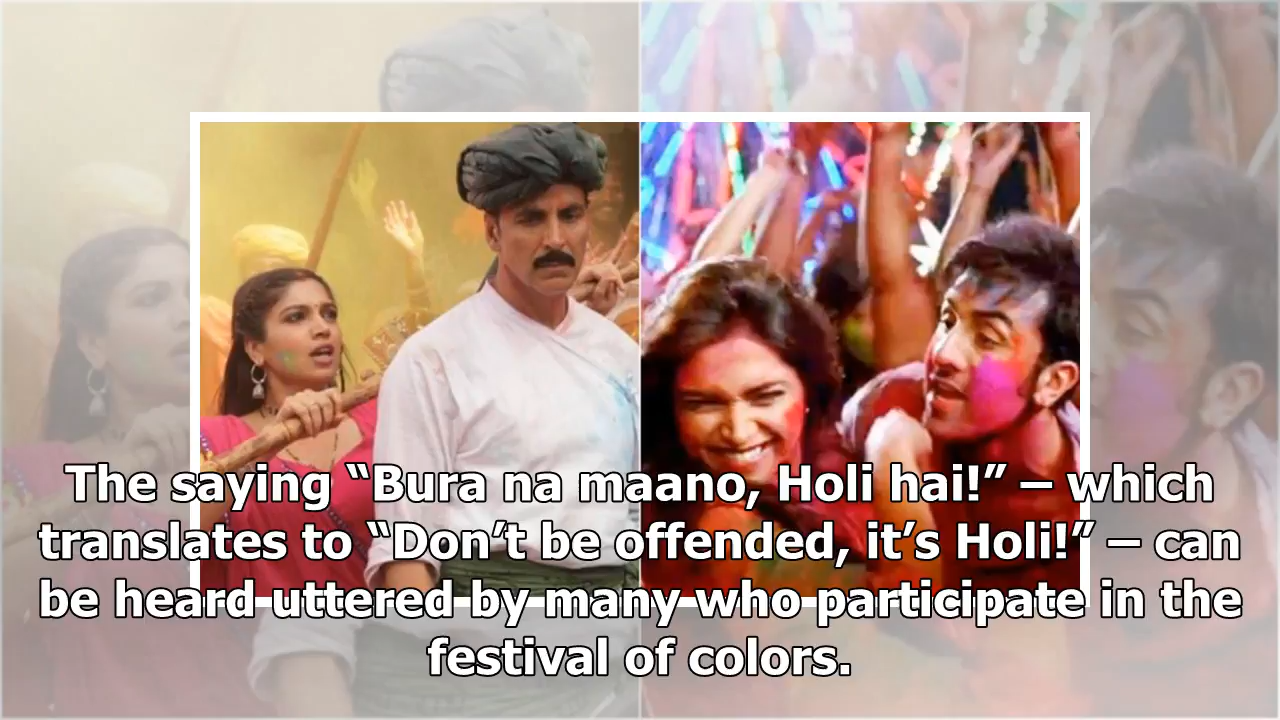 The saying “Bura na maano, Holi hai!” – which
translates to “Don’t be offended, it’s Holi!” – can
be heard uttered by many who participate in the
festival of colors.